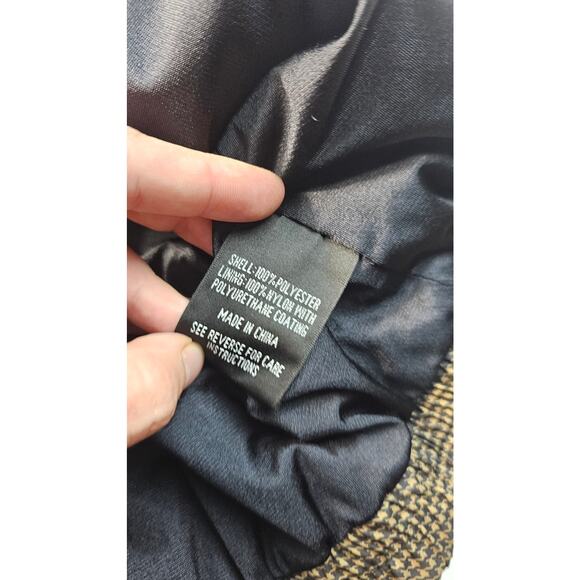 SHELL:100%POLYESTER
LINING:100%NYLON WITH
POLYURETHANE COATING
MADE IN CHINA
SEE REVERSE FOR CARE
INSTRUCTIONS